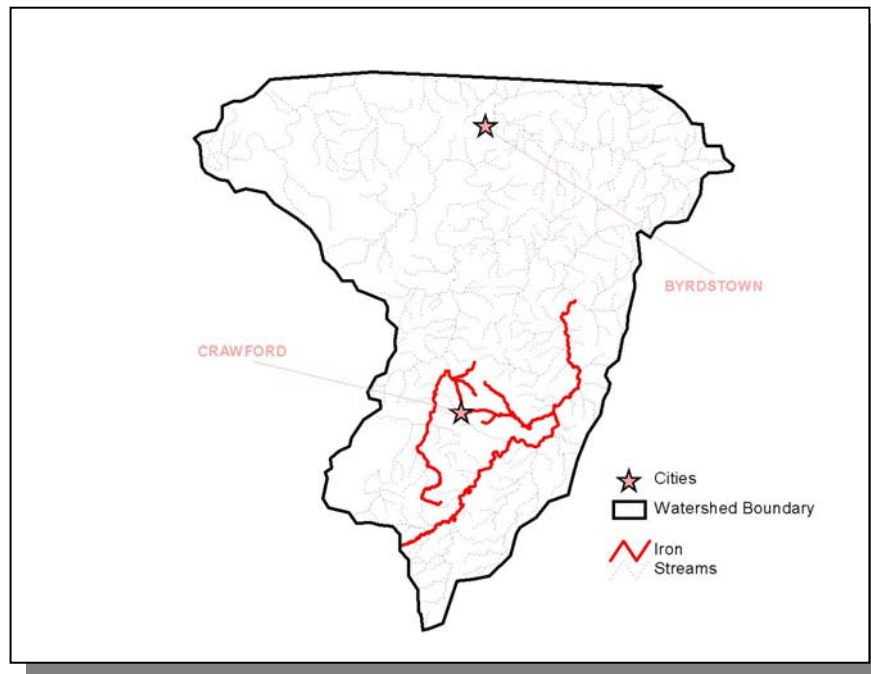 BYRDSTOWN
CRAWFORD
Cities
Watershed Boundary
Iron
Streams